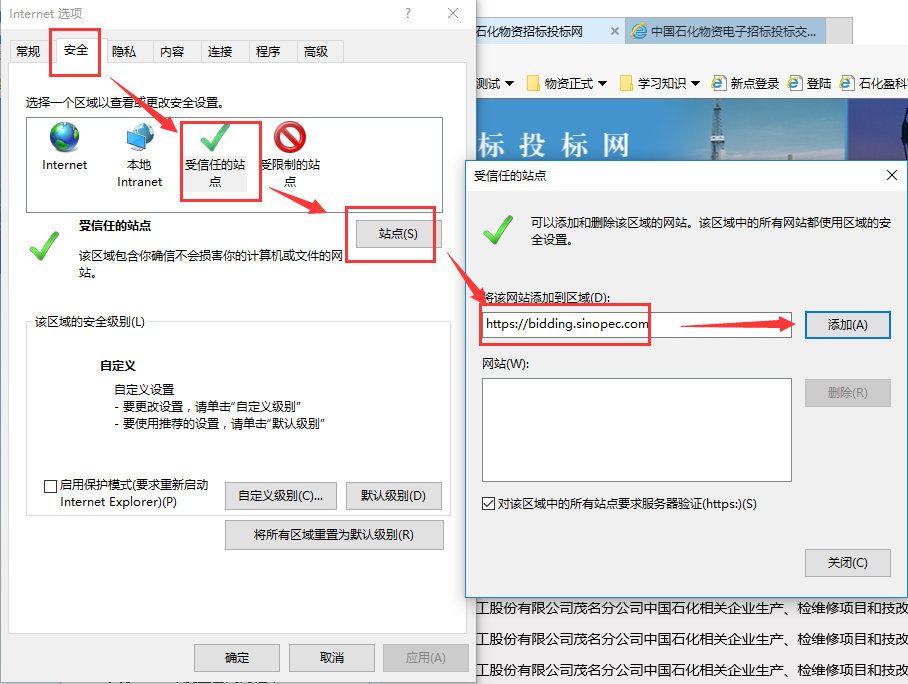 Internet 选项
?
常规 安全 隐私 内容 连接 程序 高级
选择一个区域以查看或更改安全设置。
Internet
本地
Intranet
受信任的站
点
受限制的站
点
受信任的站点
站点(S)
该区域包含你确信不会损害你的计算机或文件的网
站。
该区域的安全级别(L)
自定义
自定义设置
- 要更改设置，请单击“自定义级别”
- 要使用推荐的设置，请单击“默认级别”
启用保护模式(要求重新启动
Internet Explorer)(P)
自定义级别(C)...
默认级别(D)
将所有区域重置为默认级别(R)
确定
取消
应用(A)
石化物资招标投标网
中国石化物资电子招标投标交...
测试 物资正式 学习知识 新点登录 登陆 石化盈科
标投标网
受信任的站点
可以添加和删除该区域的网站。该区域中的所有网站都使用区域的安
全设置。
将该网站添加到区域(D):
https://bidding.sinopec.com
添加(A)
网站(W):
删除(R)
对该区域中的所有站点要求服务器验证(https:)(S)
关闭(C)
工股份有限公司茂名分公司中国石化相关企业生产、检维修项目和技改
工股份有限公司茂名分公司中国石化相关企业生产、检维修项目和技改
工股份有限公司茂名分公司中国石化相关企业生产、检维修项目和技改